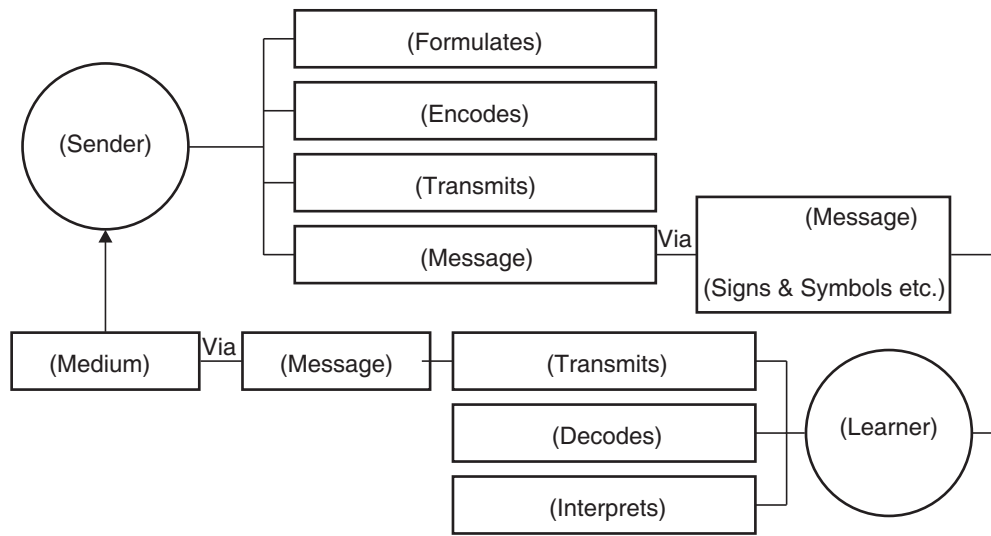 (Formulates)
(Encodes)
(Sender)
(Transmits)
(Message)
Via
(Message)
(Signs & Symbols etc.)
(Medium)
Via
(Message)
(Transmits)
(Decodes)
(Learner)
(Interprets)